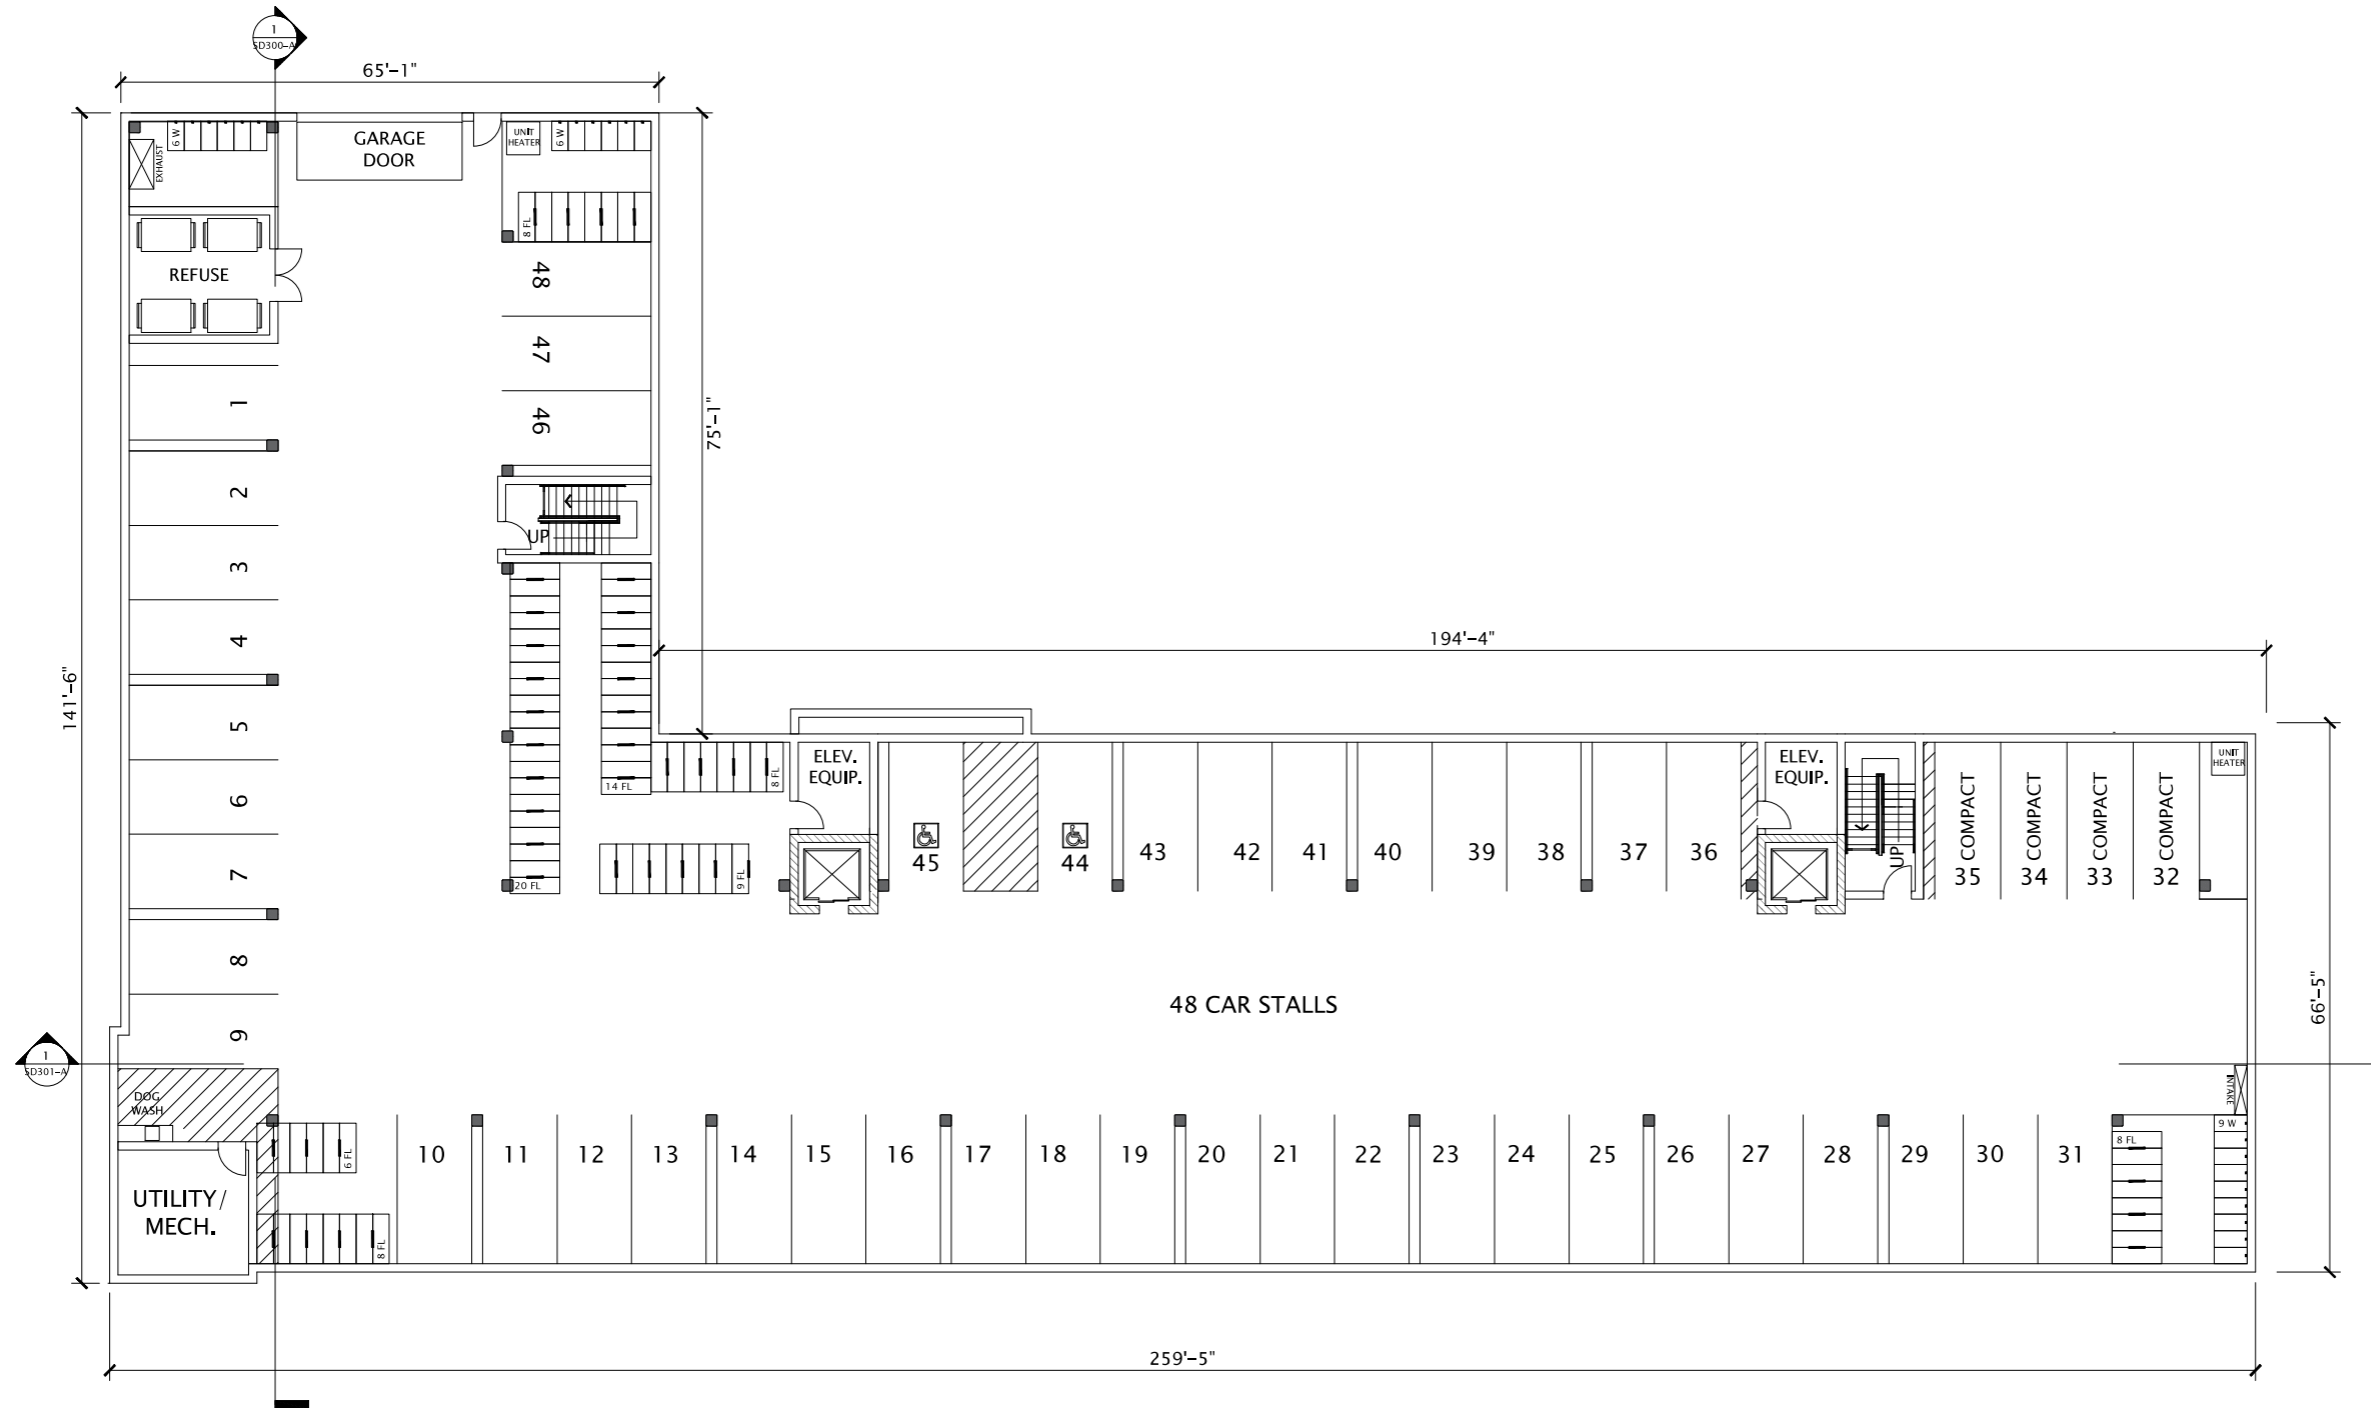 1
SD300-A
65'-1"
6 W
GARAGE
DOOR
UNIT
HEATER
6 W
EXHAUST
8 FL
REFUSE
48
47
46
75'-1"
1
2
3
4
5
6
7
8
9
UP
141'-6"
194'-4"
14 FL
8 FL
20 FL
9 FL
ELEV.
EQUIP.
45
44
43
42
41
40
39
38
37
36
ELEV.
EQUIP.
UP
35 COMPACT
34 COMPACT
33 COMPACT
32 COMPACT
UNIT
HEATER
48 CAR STALLS
66'-5"
1
SD301-A
DOG
WASH
INTAKE
6 FL
8 FL
10
11
12
13
14
15
16
17
18
19
20
21
22
23
24
25
26
27
28
29
30
31
8 FL
9 W
UTILITY/
MECH.
259'-5"